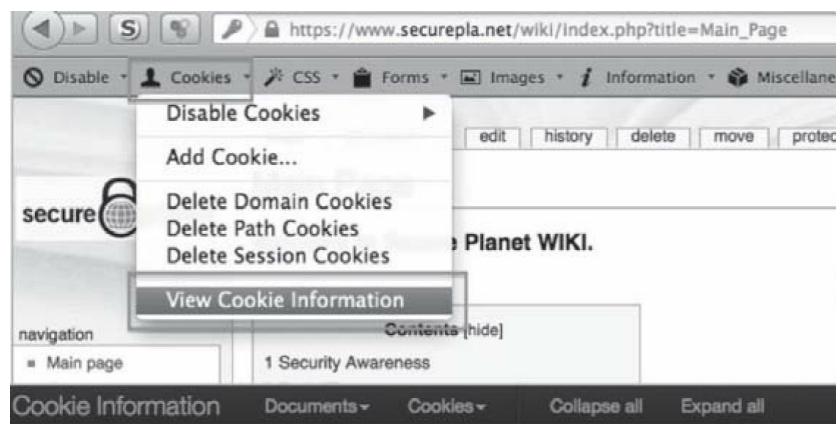 S https://www.securepla.net/wiki/index.php?title=Main_Page
Disable Cookies CSS Forms Images i Information Miscellane
Disable Cookies
Add Cookie...
Delete Domain Cookies
Delete Path Cookies
Delete Session Cookies
View Cookie Information
edit history delete move protec
secure
Planet WIKI.
navigation
Main page
Contents [hide]
1 Security Awareness
Cookie Information Documents Cookies Collapse all Expand all